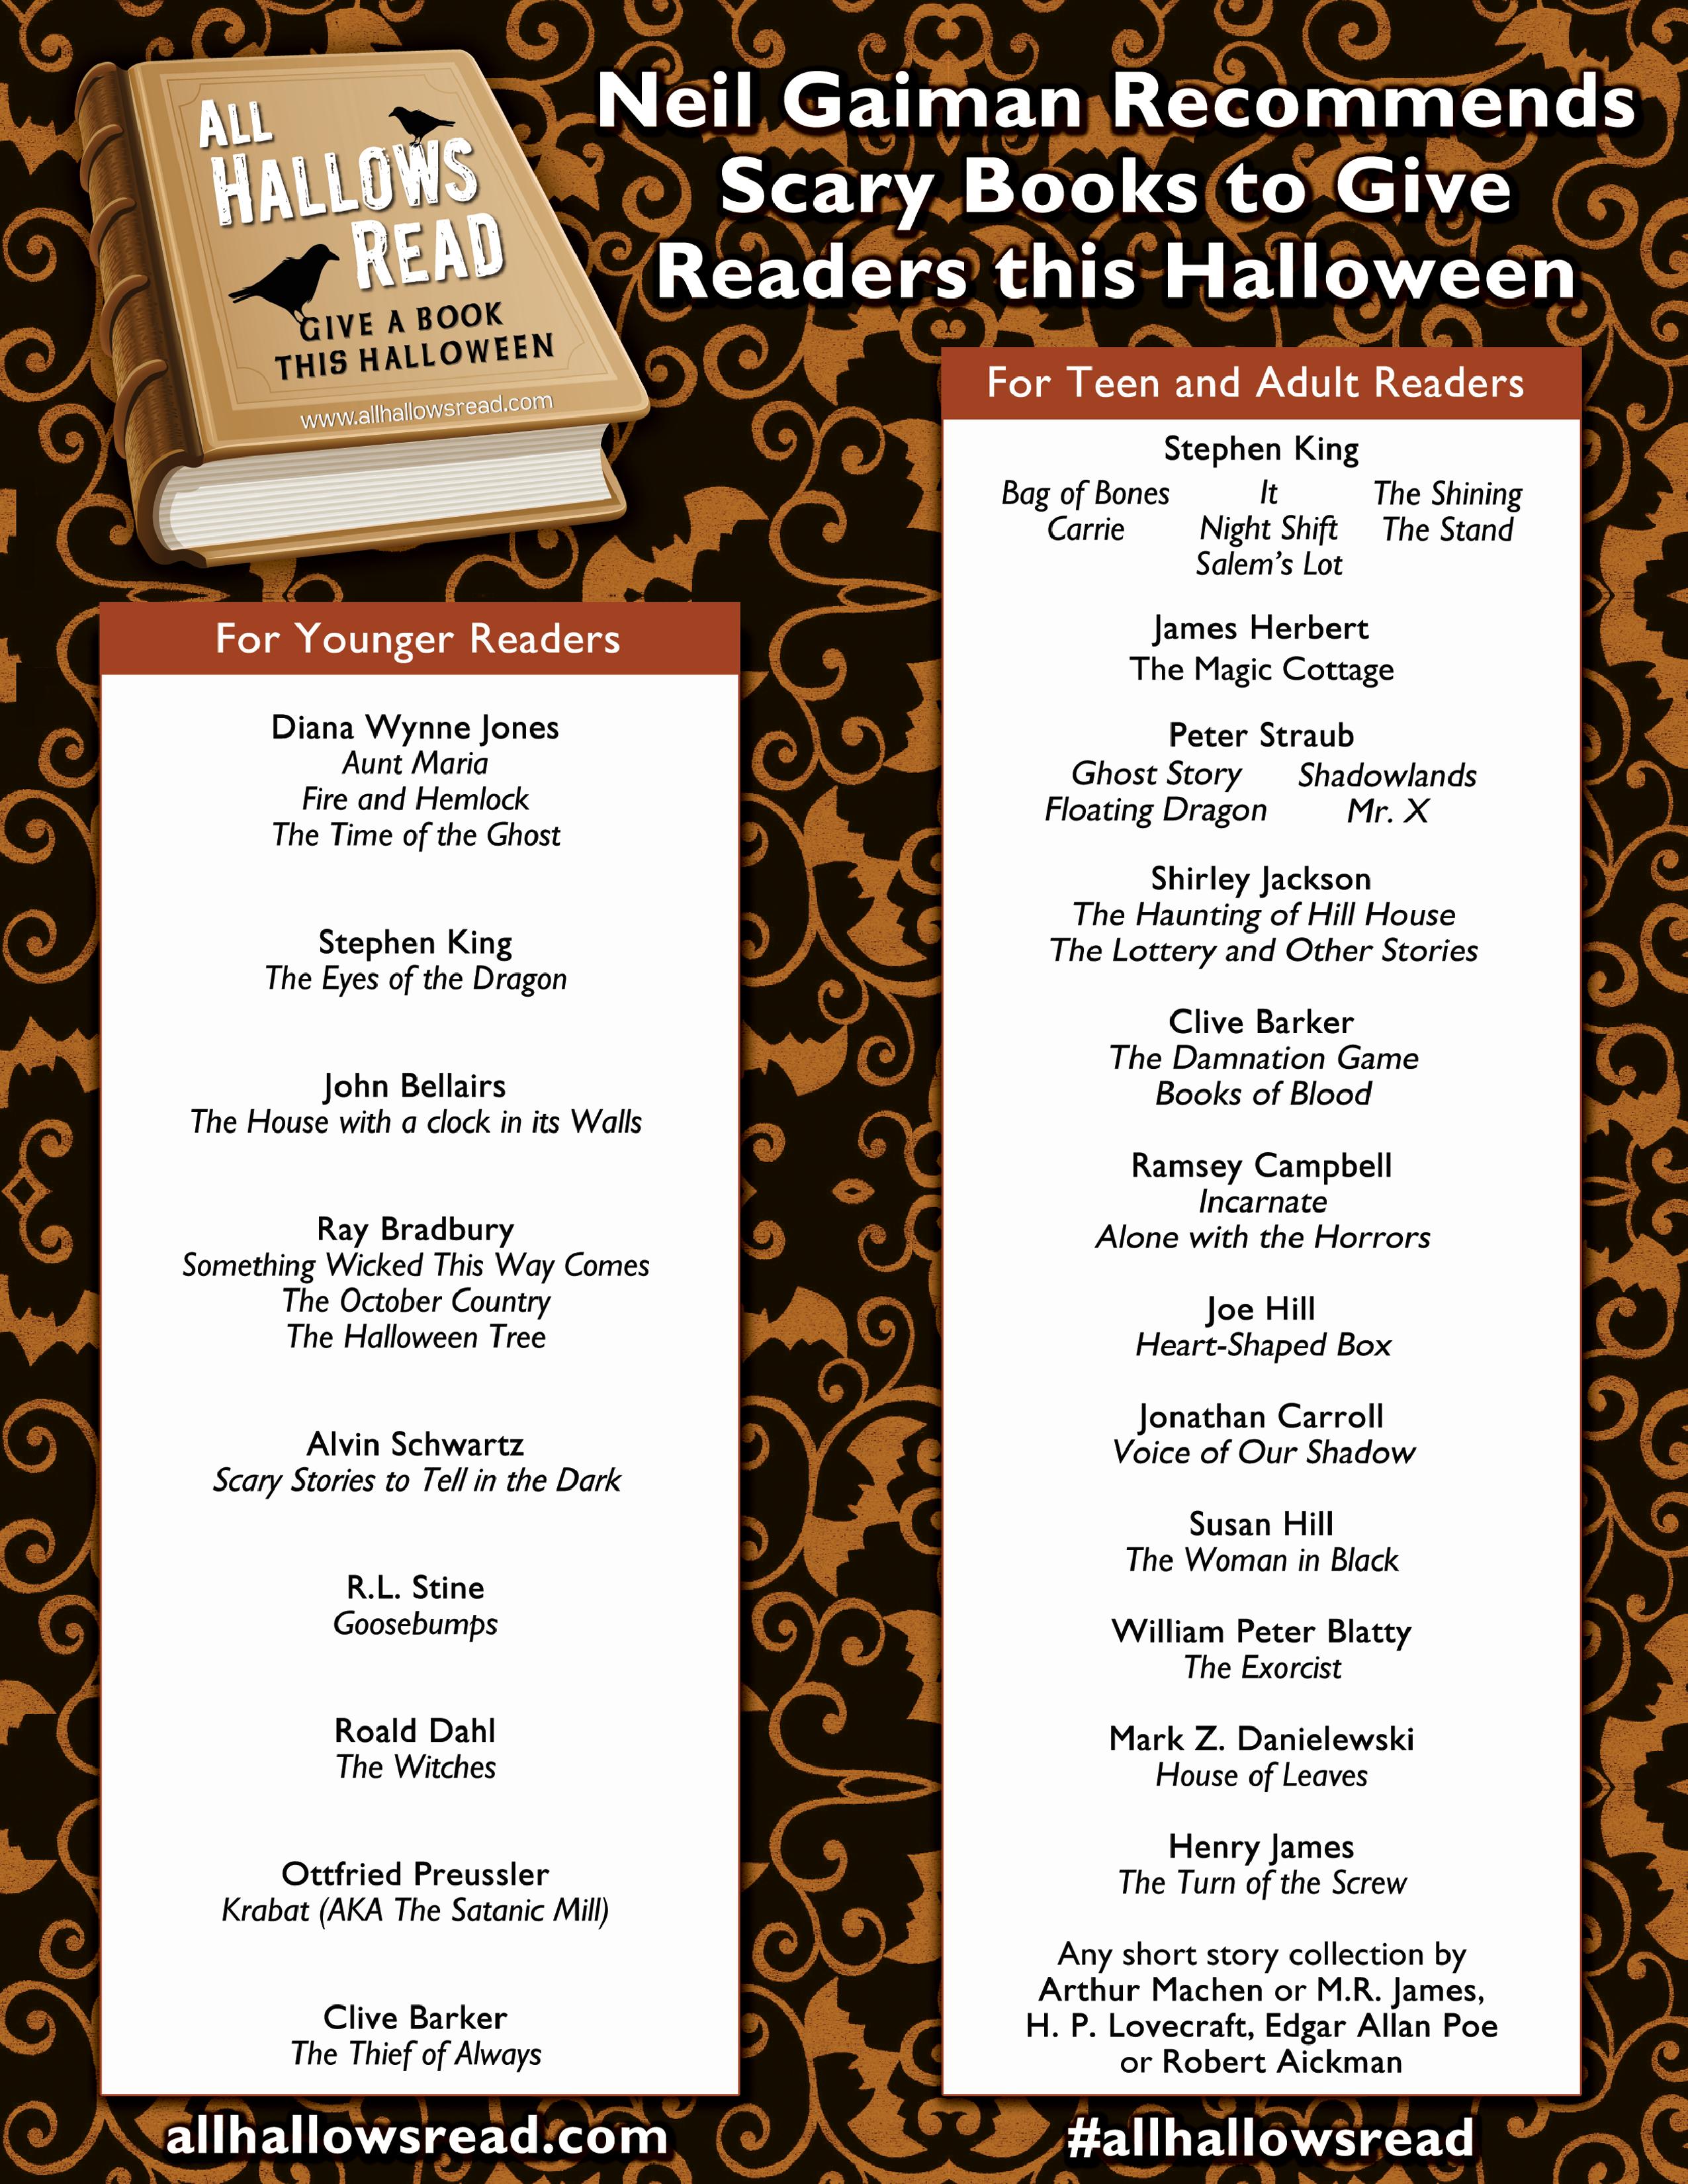 ALL
HALLOWS
READ
GIVE A BOOK
THIS HALLOWEEN
www.allhallowsread.com
Neil Gaiman Recommends
Scary Books to Give
Readers this Halloween
For Younger Readers
Diana Wynne Jones
Aunt Maria
Fire and Hemlock
The Time of the Ghost
Stephen King
The Eyes of the Dragon
John Bellairs
The House with a clock in its Walls
Ray Bradbury
Something Wicked This Way Comes
The October Country
The Halloween Tree
Alvin Schwartz
Scary Stories to Tell in the Dark
R.L. Stine
Goosebumps
Roald Dahl
The Witches
Ottfried Preussler
Krabat (AKA The Satanic Mill)
Clive Barker
The Thief of Always
For Teen and Adult Readers
Stephen King
Bag of Bones It The Shining
Carrie Night Shift The Stand
Salem's Lot
James Herbert
The Magic Cottage
Peter Straub
Ghost Story Shadowlands
Floating Dragon Mr. X
Shirley Jackson
The Haunting of Hill House
The Lottery and Other Stories
Clive Barker
The Damnation Game
Books of Blood
Ramsey Campbell
Incarnate
Alone with the Horrors
Joe Hill
Heart-Shaped Box
Jonathan Carroll
Voice of Our Shadow
Susan Hill
The Woman in Black
William Peter Blatty
The Exorcist
Mark Z. Danielewski
House of Leaves
Henry James
The Turn of the Screw
Any short story collection by
Arthur Machen or M.R. James,
H. P. Lovecraft, Edgar Allan Poe
or Robert Aickman
allhallowsread.com
#allhallowsread